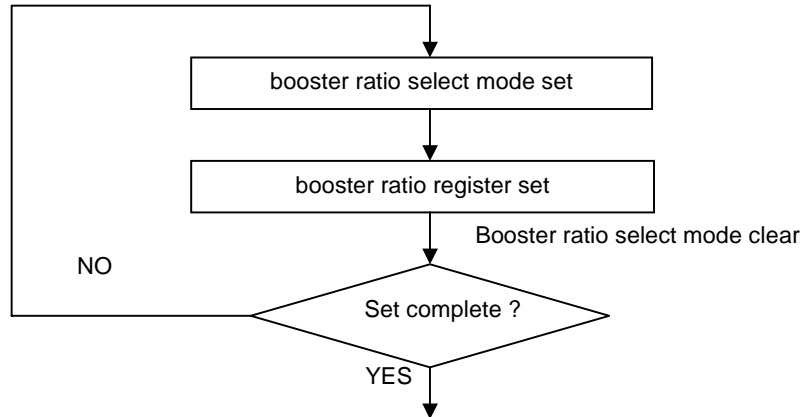 booster ratio select mode set
booster ratio register set
Booster ratio select mode clear
NO
Set complete ?
YES